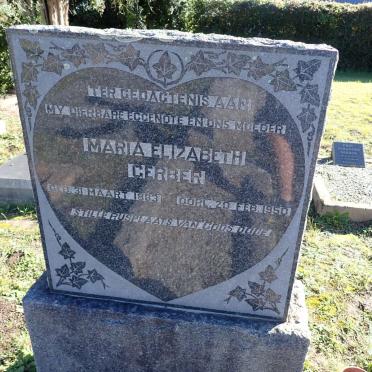 TER GEDAGTENIS AAN
MY DIERBARE EGGENOTE EN ONS MOEDER
MARIA ELIZABETH
GERBER
GEB. 31 MAART 1883 OORL. 20 FEB. 1950
STILLE RUSPLAATS VAN GODS DODE